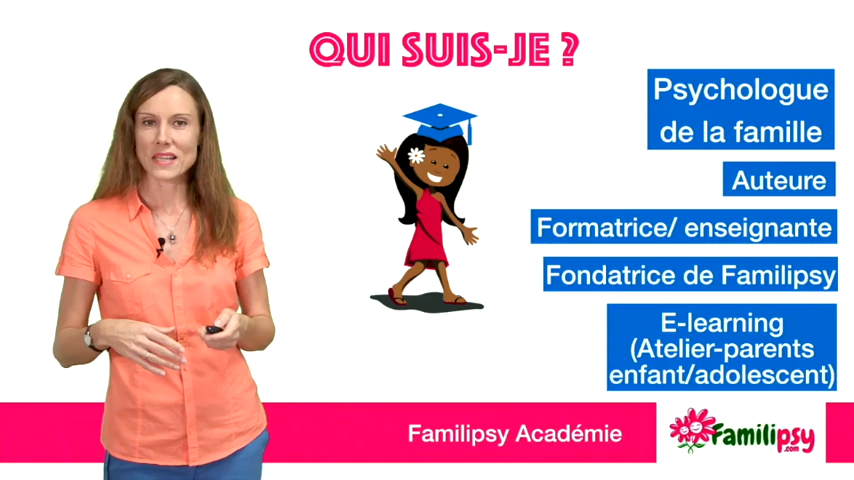 QUI SUIS-JE ?
Psychologue
de la famille
Auteure
Formatrice/ enseignante
Fondatrice de Familipsy
E-learning
(Atelier-parents
enfant/adolescent)
Familipsy Académie
Familipsy
.com